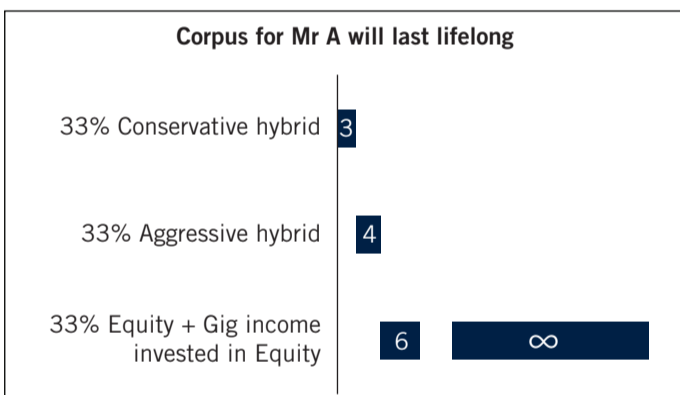 Corpus for Mr A will last lifelong
33% Conservative hybrid
3
33% Aggressive hybrid
4
33% Equity + Gig income
invested in Equity
6
∞